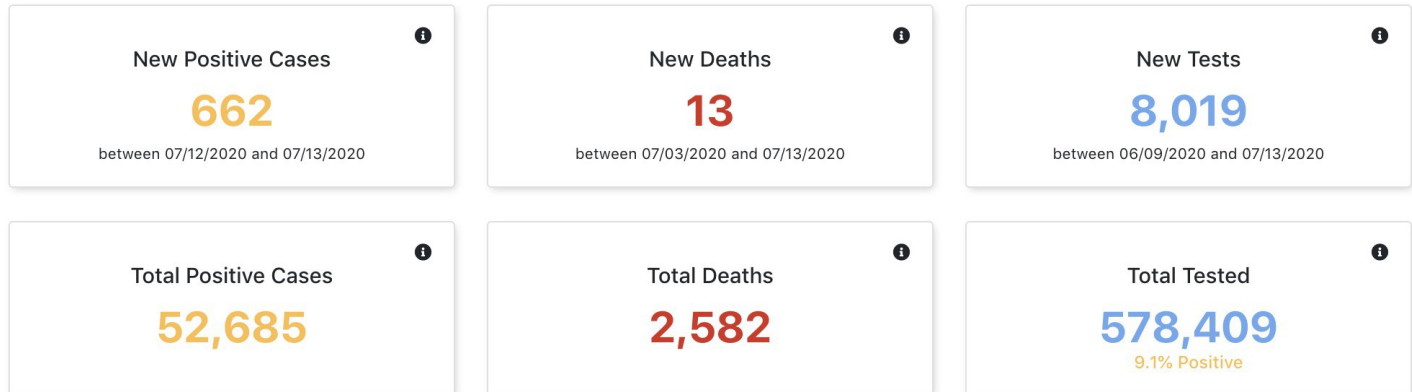 New Positive Cases
662
between 07/12/2020 and 07/13/2020
New Deaths
13
between 07/03/2020 and 07/13/2020
New Tests
8,019
between 06/09/2020 and 07/13/2020
Total Positive Cases
52,685
Total Deaths
2,582
Total Tested
578,409
9.1% Positive